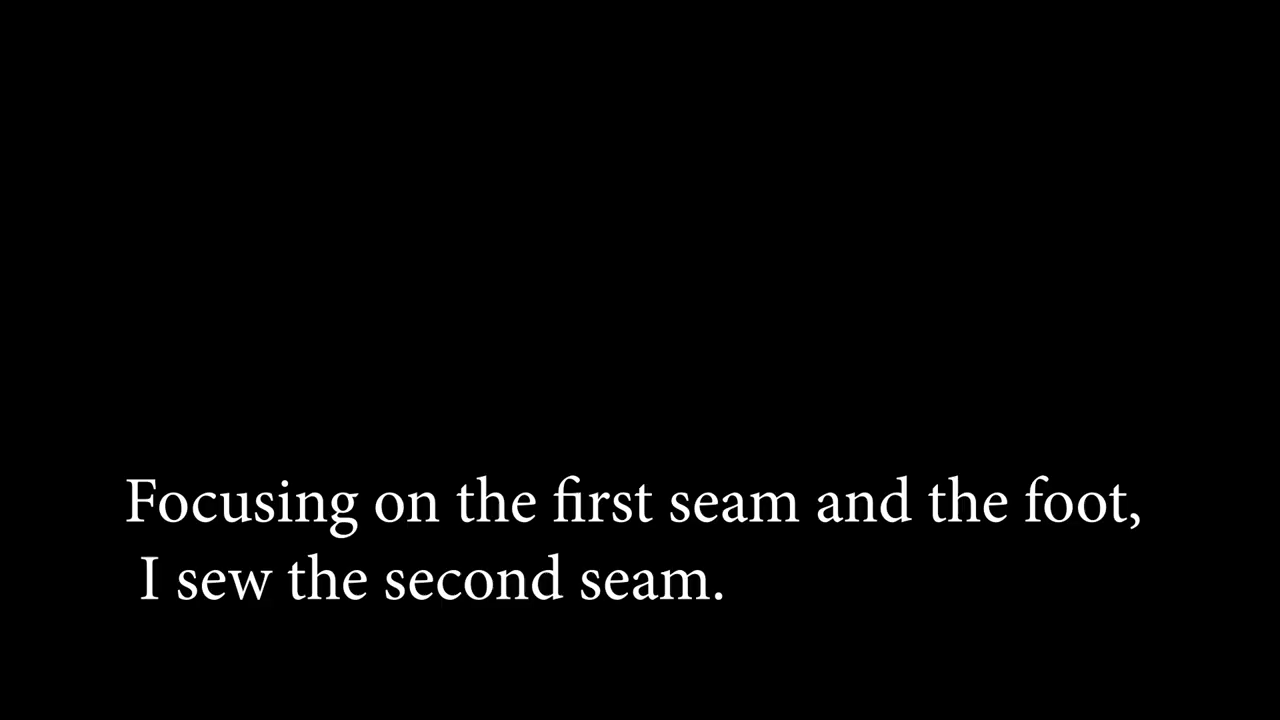 Focusing on the first seam and the foot,
I sew the second seam.